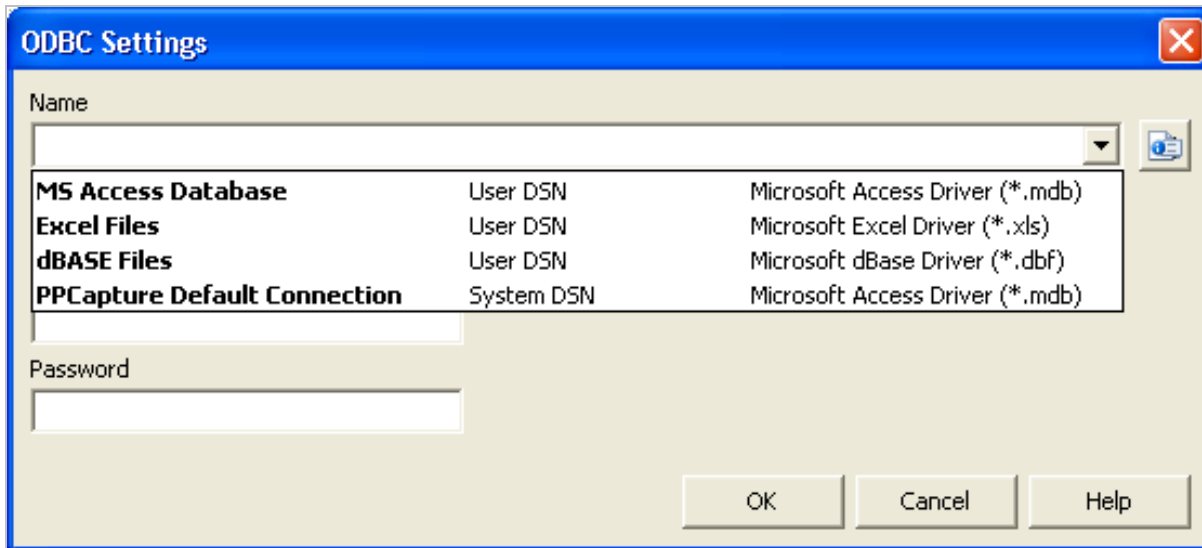 ODBC Settings
Name
MS Access Database User DSN Microsoft Access Driver (*.mdb)
Excel Files User DSN Microsoft Excel Driver (*.xls)
dBASE Files User DSN Microsoft dBase Driver (*.dbf)
PPCapture Default Connection System DSN Microsoft Access Driver (*.mdb)
Password
OK Cancel Help